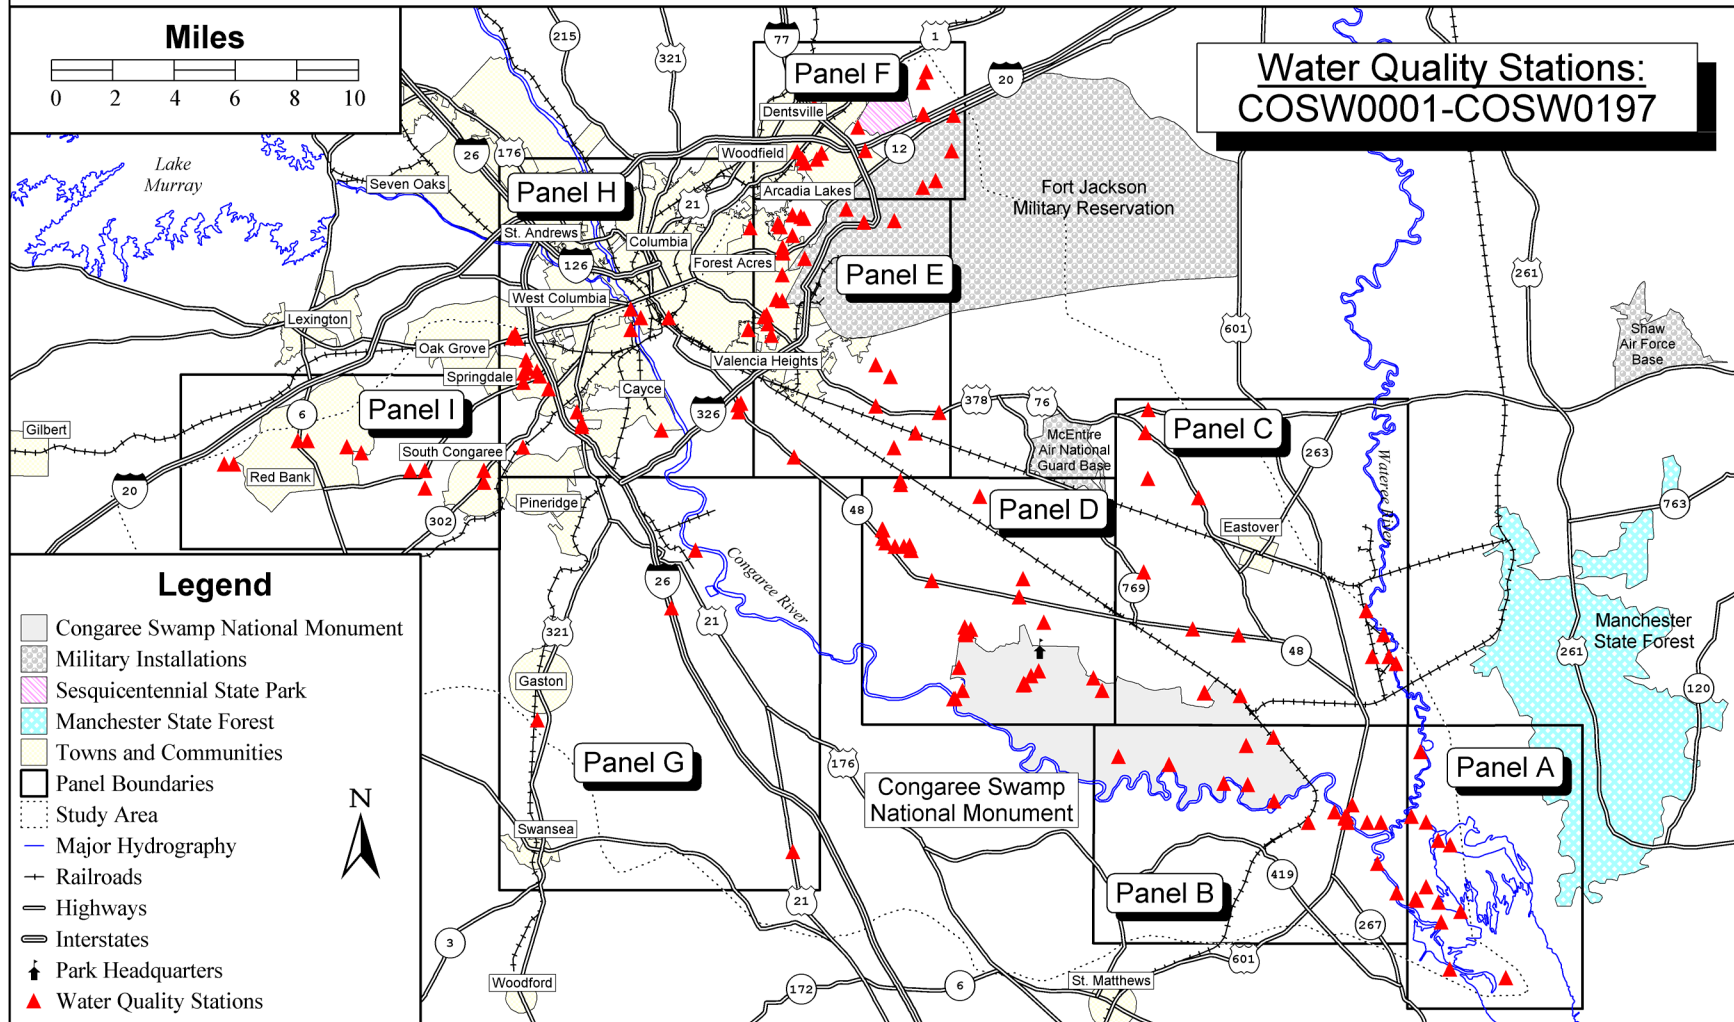 Miles
0 2 4 6 8 10
Water Quality Stations:
COSW0001-COSW0197
215
321
77
1
20
Panel F
Dentsville
Lake
Murray
26
176
Woodfield
12
Seven Oaks
Panel H
Arcadia Lakes
Fort Jackson
Military Reservation
21
St. Andrews
Columbia
126
Forest Acres
Panel E
261
West Columbia
Lexington
601
Shaw
Air Force
Base
Oak Grove
Valencia Heights
Springdale
Cayce
6
Panel I
326
378
76
Gilbert
McEntire
Air National
Guard Base
Panel C
263
South Congaree
Red Bank
20
Wateree River
Pineridge
302
48
Panel D
Eastover
763
Congaree River
26
769
Legend
Congaree Swamp National Monument
Military Installations
Sesquicentennial State Park
Manchester State Forest
Towns and Communities
Panel Boundaries
Study Area
Major Hydrography
Railroads
Highways
Interstates
Park Headquarters
Water Quality Stations
N
321
21
48
261
Manchester
State Forest
120
Gaston
Panel G
176
Congaree Swamp
National Monument
Panel A
Swansea
419
Panel B
21
267
3
601
Woodford
172
6
St. Matthews